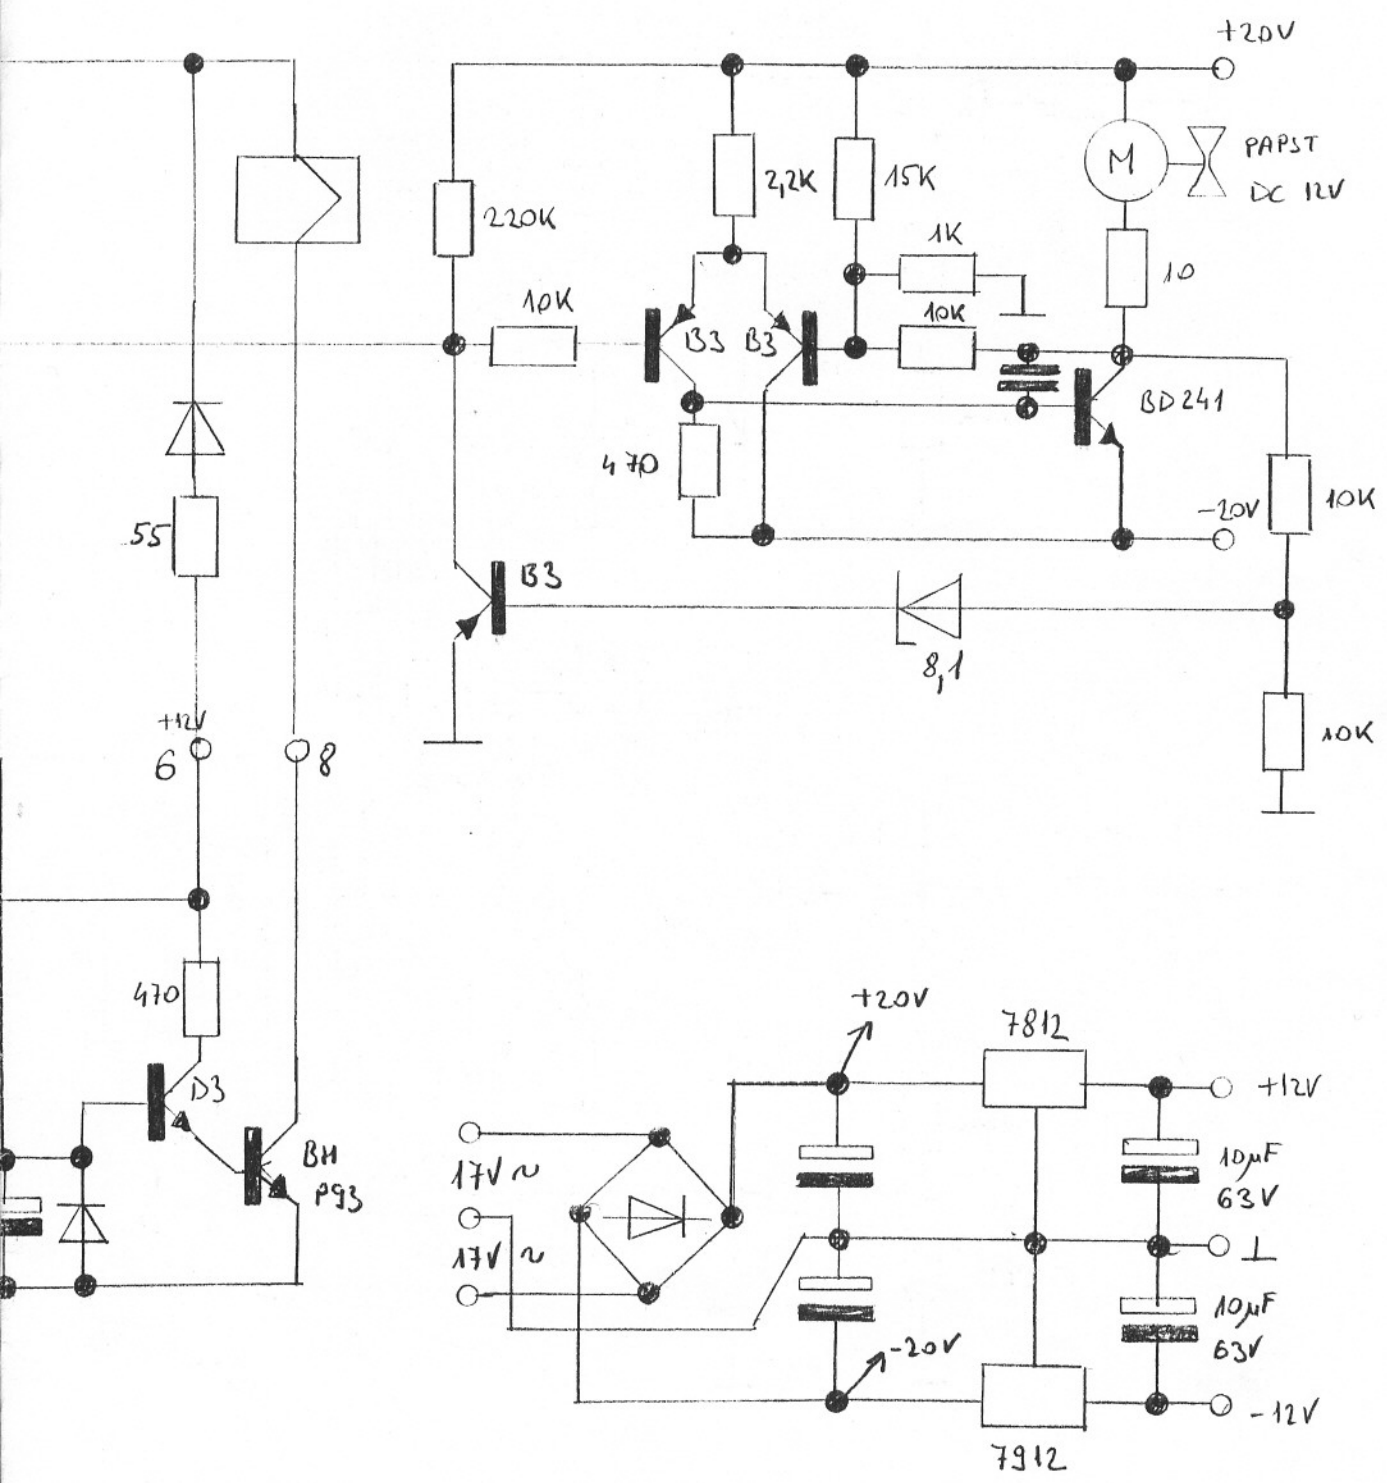 +20V
M
PAPST
DC 12V
2,2K
15K
220K
1K
10
10K
10K
B3
B3
BD241
470
-20V
10K
55
B3
8,1
+12V
6
8
10K
470
+20V
7812
D3
+12V
BH
P93
17V ~
10µF
63V
17V ~
⊥
10µF
63V
-20V
-12V
7912